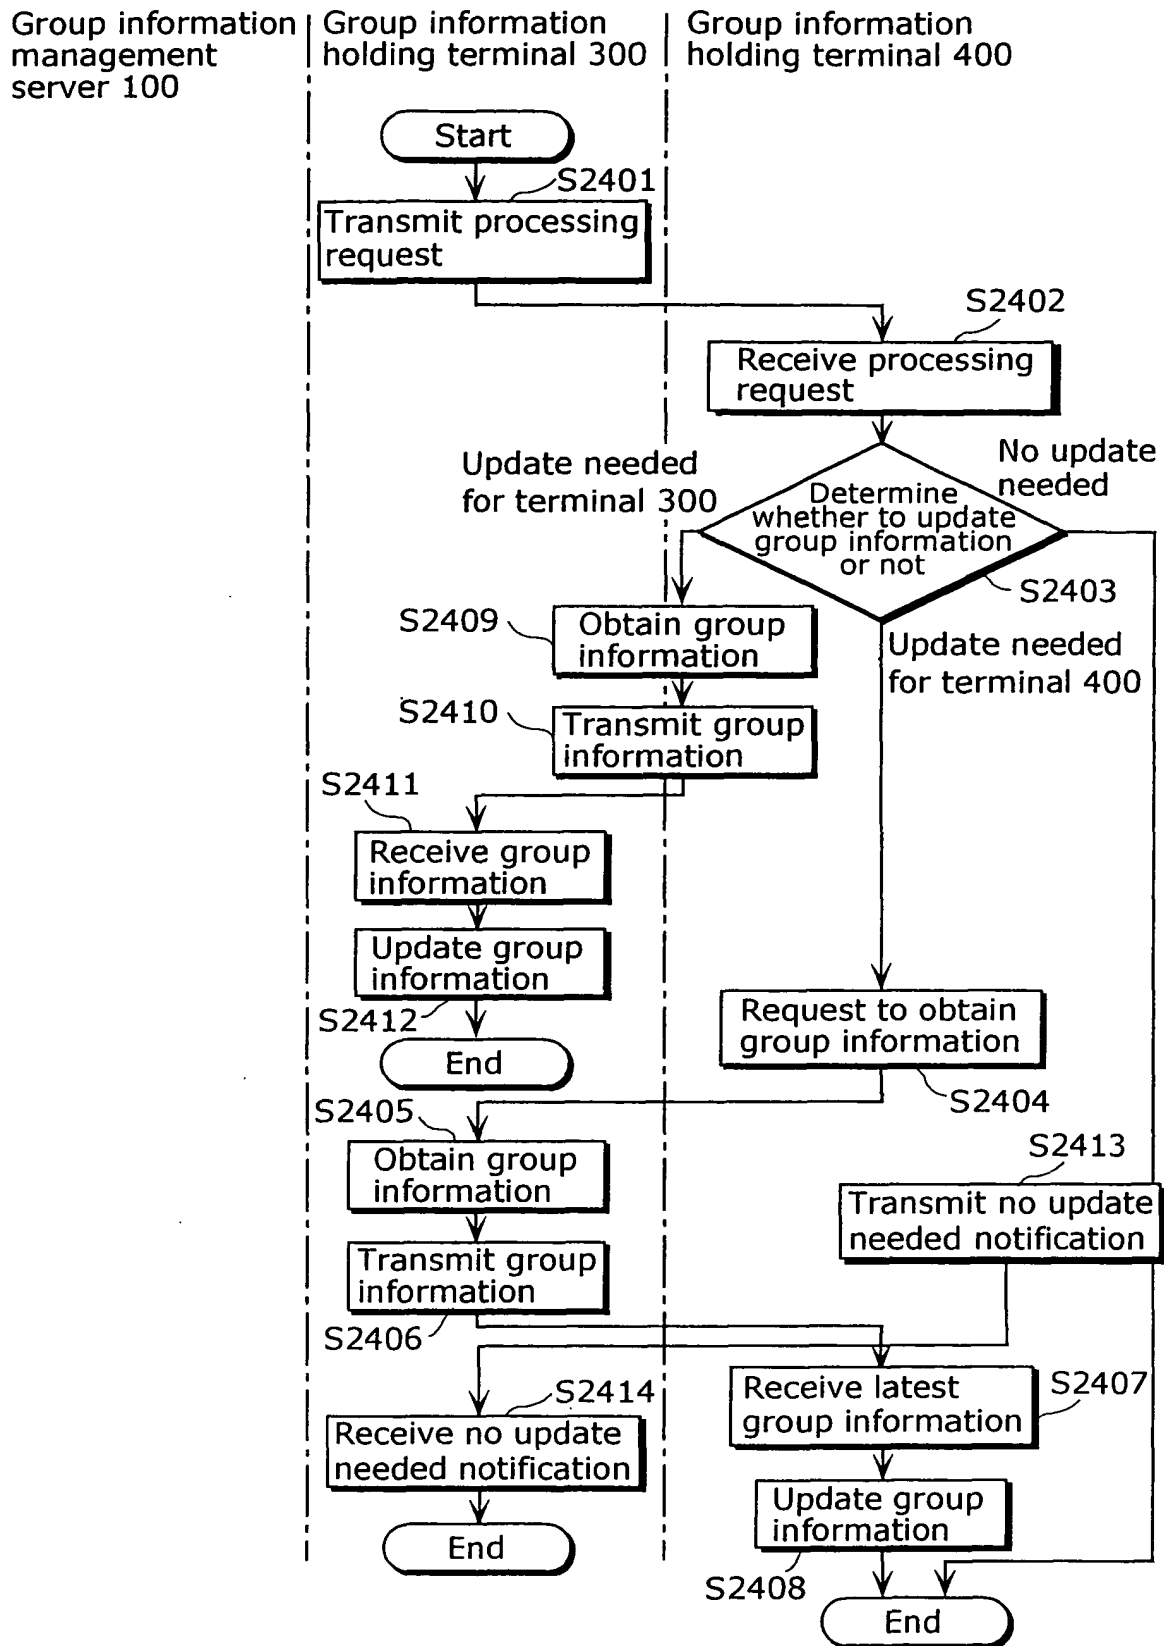 Group information
management
server 100
Group information
holding terminal 300
Group information
holding terminal 400
Start
S2401
Transmit processing
request
S2402
Receive processing
request
Update needed
for terminal 300
No update
needed
Determine
whether to update
group information
or not
S2403
S2409
Obtain group
information
Update needed
for terminal 400
S2410
Transmit group
information
S2411
Receive group
information
Update group
information
S2412
End
Request to obtain
group information
S2404
S2405
Obtain group
information
S2413
Transmit no update
needed notification
Transmit group
information
S2406
Receive latest
group information
S2407
S2414
Receive no update
needed notification
Update group
information
End
S2408
End